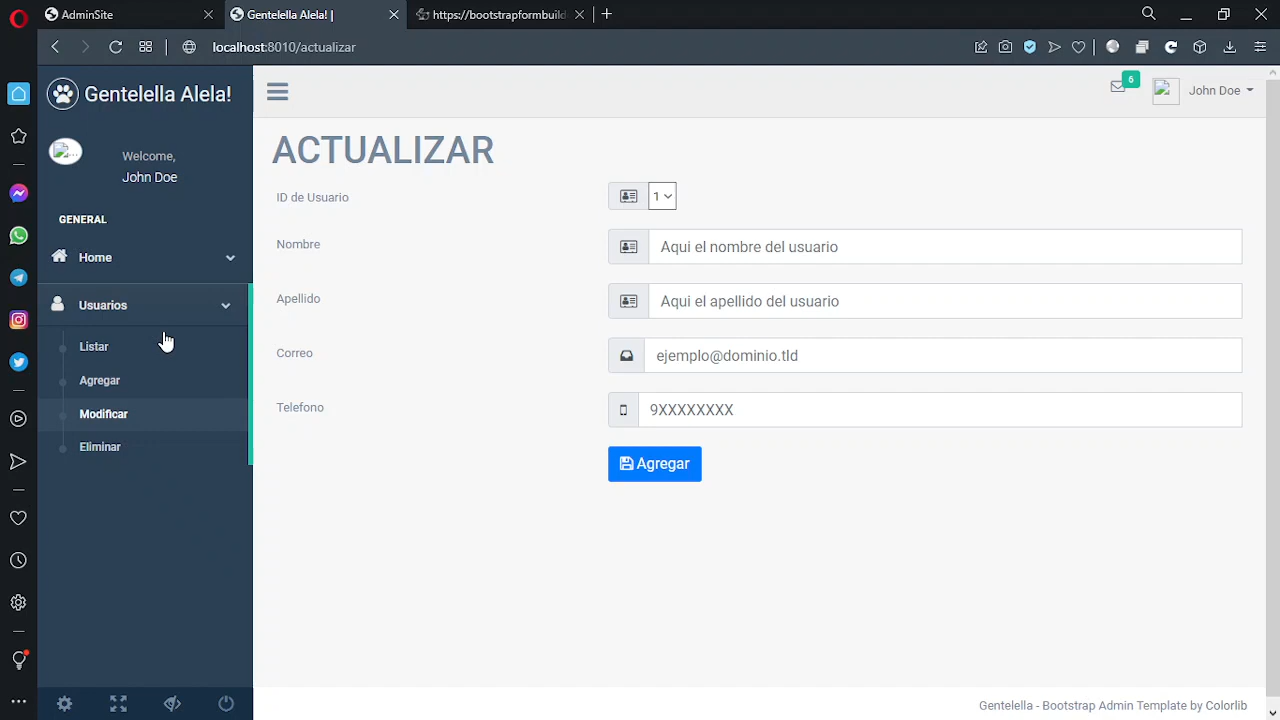 AdminSite
Gentelella Alela! |
https://bootstrapformbuild
localhost:8010/actualizar
Gentelella Alela!
6
John Doe
Welcome,
John Doe
GENERAL
Home
Usuarios
Listar
Agregar
Modificar
Eliminar
ACTUALIZAR
ID de Usuario
1
Nombre
Aqui el nombre del usuario
Apellido
Aqui el apellido del usuario
Correo
ejemplo@dominio.tld
Telefono
9XXXXXXXX
Agregar
Gentelella - Bootstrap Admin Template by Colorlib